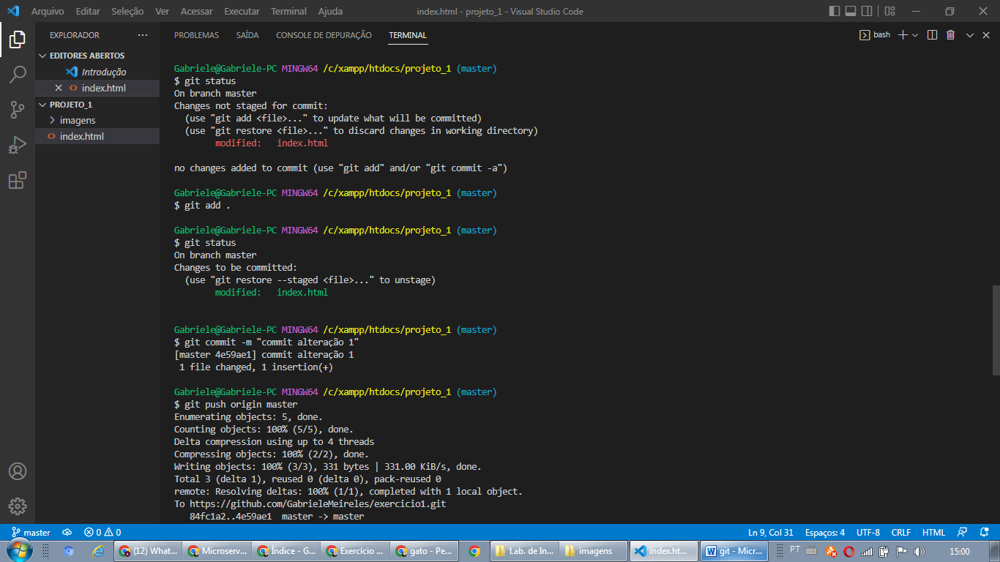 Arquivo Editar Seleção Ver Acessar Executar Terminal Ajuda index.html - projeto_1 - Visual Studio Code
EXPLORADOR ···
EDITORES ABERTOS
Introdução
index.html
PROJETO_1
imagens
index.html
PROBLEMAS SAÍDA CONSOLE DE DEPURAÇÃO TERMINAL bash
Gabriele@Gabriele-PC MINGW64 /c/xampp/htdocs/projeto_1 (master)
$ git status
On branch master
Changes not staged for commit:
  (use "git add <file>..." to update what will be committed)
  (use "git restore <file>..." to discard changes in working directory)
        modified:   index.html
no changes added to commit (use "git add" and/or "git commit -a")
Gabriele@Gabriele-PC MINGW64 /c/xampp/htdocs/projeto_1 (master)
$ git add .
Gabriele@Gabriele-PC MINGW64 /c/xampp/htdocs/projeto_1 (master)
$ git status
On branch master
Changes to be committed:
  (use "git restore --staged <file>..." to unstage)
        modified:   index.html
Gabriele@Gabriele-PC MINGW64 /c/xampp/htdocs/projeto_1 (master)
$ git commit -m "commit alteração 1"
[master 4e59ae1] commit alteração 1
 1 file changed, 1 insertion(+)
Gabriele@Gabriele-PC MINGW64 /c/xampp/htdocs/projeto_1 (master)
$ git push origin master
Enumerating objects: 5, done.
Counting objects: 100% (5/5), done.
Delta compression using up to 4 threads
Compressing objects: 100% (2/2), done.
Writing objects: 100% (3/3), 331 bytes | 331.00 KiB/s, done.
Total 3 (delta 1), reused 0 (delta 0), pack-reused 0
remote: Resolving deltas: 100% (1/1), completed with 1 local object.
To https://github.com/GabrieleMeireles/exercicio1.git
   84fc1a2..4e59ae1  master -> master
master 0 0 Ln 9, Col 31 Espaços: 4 UTF-8 CRLF HTML
(12) What... Microserv... Índice - G... Exercício ... gato - Pe... Lab. de In... imagens index.ht... git - Micr... PT 15:00